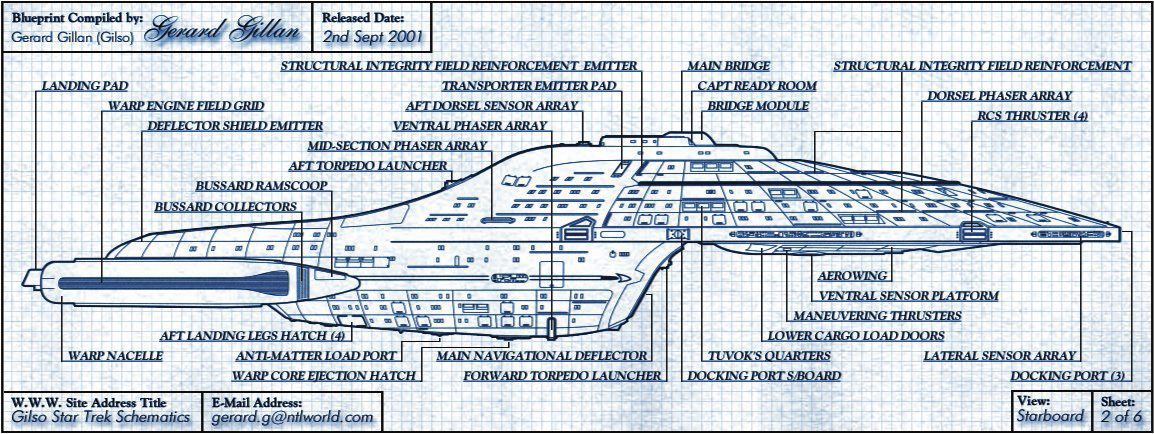 Blueprint Compiled by:
Gerard Gillan (Gilso) Gerard Gillan
Released Date:
2nd Sept 2001
STRUCTURAL INTEGRITY FIELD REINFORCEMENT EMITTER
MAIN BRIDGE
STRUCTURAL INTEGRITY FIELD REINFORCEMENT
LANDING PAD
TRANSPORTER EMITTER PAD
CAPT READY ROOM
DORSEL PHASER ARRAY
WARP ENGINE FIELD GRID
AFT DORSEL SENSOR ARRAY
BRIDGE MODULE
RCS THRUSTER (4)
DEFLECTOR SHIELD EMITTER
VENTRAL PHASER ARRAY
MID-SECTION PHASER ARRAY
AFT TORPEDO LAUNCHER
BUSSARD RAMSCOOP
BUSSARD COLLECTORS
AEROWING
VENTRAL SENSOR PLATFORM
MANEUVERING THRUSTERS
AFT LANDING LEGS HATCH (4)
LOWER CARGO LOAD DOORS
WARP NACELLE
ANTI-MATTER LOAD PORT
MAIN NAVIGATIONAL DEFLECTOR
TUVOK'S QUARTERS
LATERAL SENSOR ARRAY
WARP CORE EJECTION HATCH
FORWARD TORPEDO LAUNCHER
DOCKING PORT S/BOARD
DOCKING PORT (3)
W.W.W. Site Address Title
Gilso Star Trek Schematics
E-Mail Address:
gerard.g@ntlworld.com
View:
Starboard
Sheet:
2 of 6